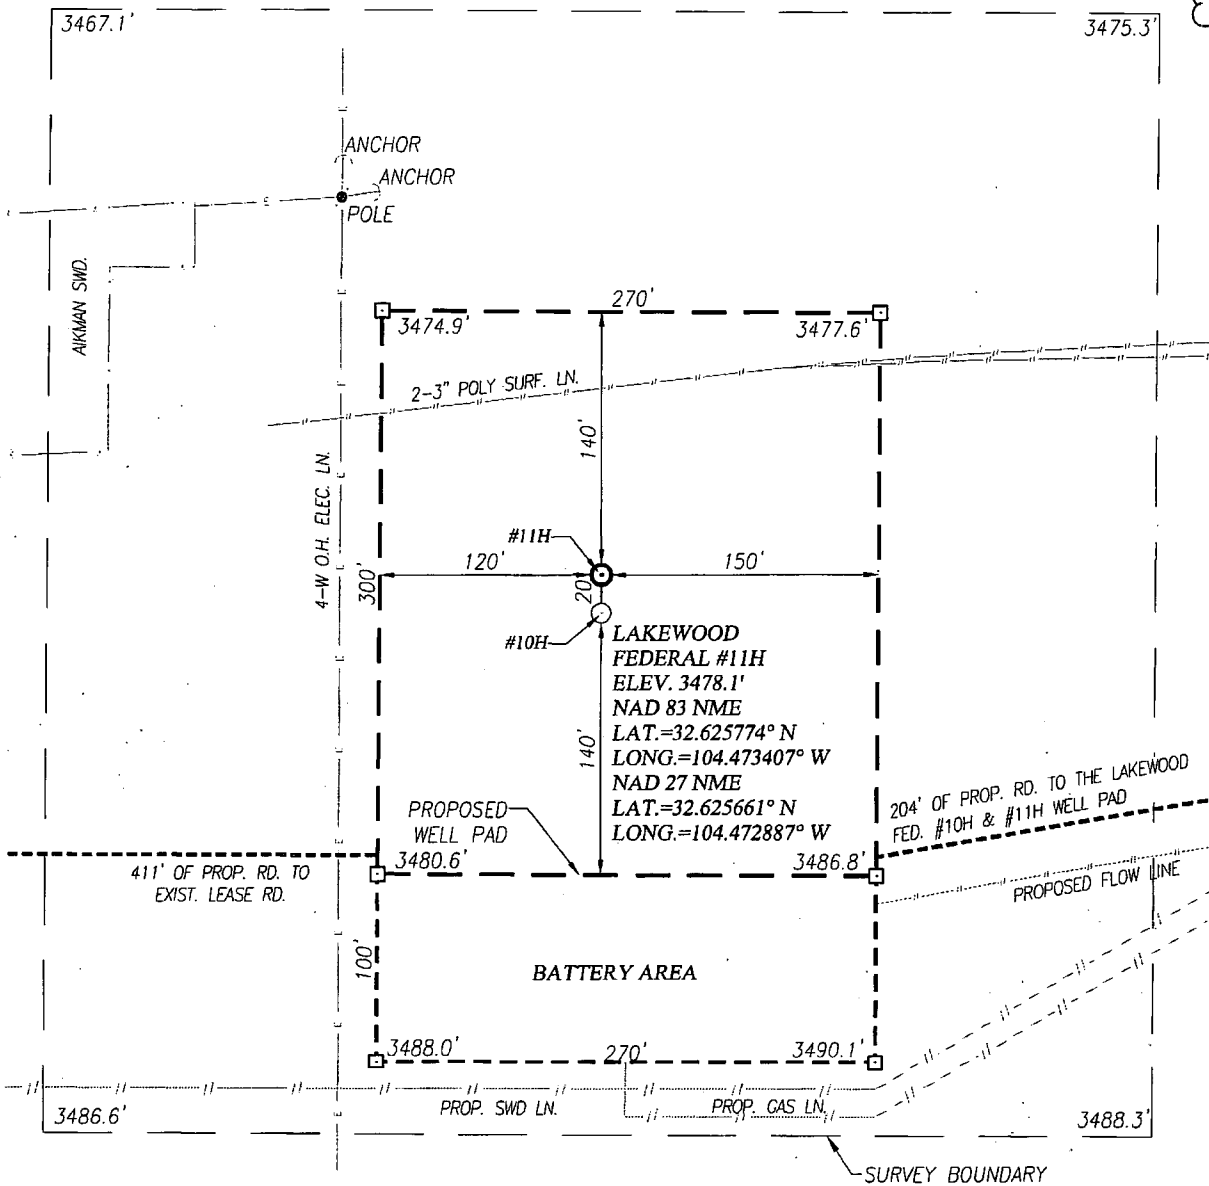 3467.1'
3475.3'
ANCHOR
ANCHOR
POLE
AIKMAN SWD.
270'
3474.9'
3477.6'
2-3" POLY SURF. LN.
140'
4-W O.H. ELEC. LN.
#11H
120'
150'
300'
20'
#10H
LAKEWOOD
FEDERAL #11H
ELEV. 3478.1'
NAD 83 NME
LAT.=32.625774° N
LONG.=104.473407° W
NAD 27 NME
LAT.=32.625661° N
LONG.=104.472887° W
140'
PROPOSED
WELL PAD
204' OF PROP. RD. TO THE LAKEWOOD
FED. #10H & #11H WELL PAD
3480.6'
3486.8'
411' OF PROP. RD. TO
EXIST. LEASE RD.
PROPOSED FLOW LINE
100'
BATTERY AREA
3488.0'
270'
3490.1'
PROP. SWD LN.
PROP. GAS LN.
3486.6'
3488.3'
SURVEY BOUNDARY